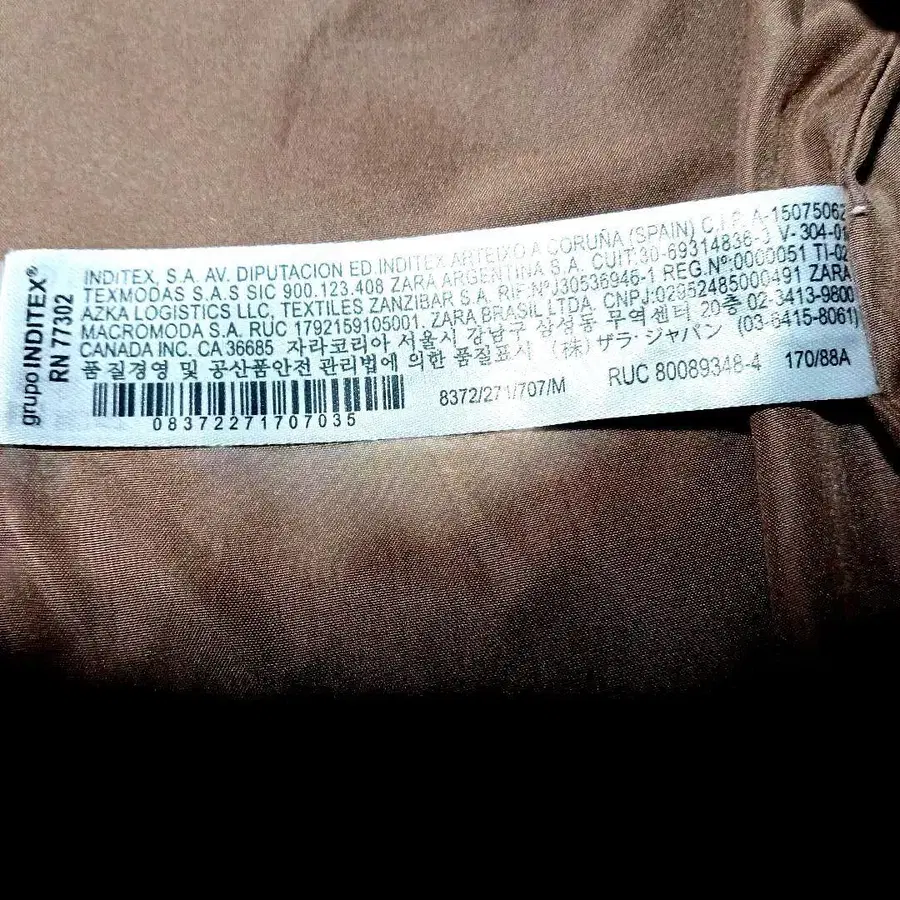 grupo INDITEX®
RN 77302
INDITEX, S.A. AV. DIPUTACION ED.INDITEX ARTEIXO A CORUÑA (SPAIN) C.I.F. A-15075062
TEXMODAS S.A.S SIC 900.123.408 ZARA ARGENTINA S.A. CUIT:30-69314836-3 V-304-01
AZKA LOGISTICS LLC, TEXTILES ZANZIBAR S.A. RIF:NºJ30536946-1 REG.Nº:0000051 TI-02
MACROMODA S.A. RUC 1792159105001. ZARA BRASIL LTDA. CNPJ:02952485000491 ZARA
CANADA INC. CA 36685 자라코리아 서울시 강남구 삼성동 무역센터 20층 02-3413-9800
품질경영 및 공산품안전 관리법에 의한 품질표시 (株) ザラ・ジャパン (03-6415-8061)
8372/271/707/M RUC 80089348-4 170/88A
08372271707035